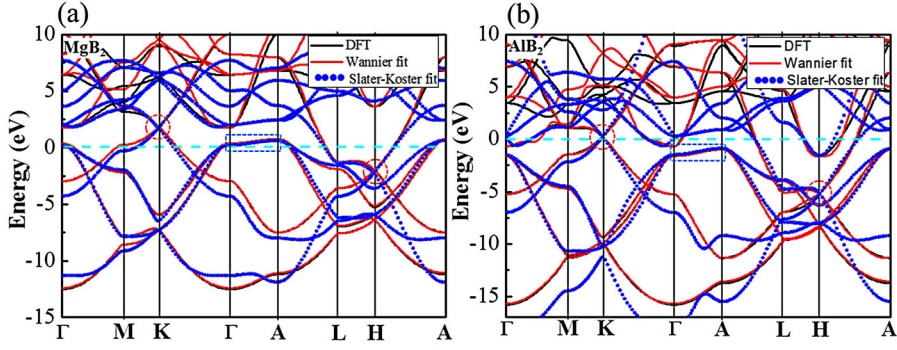 (a)
MgB2
DFT
Wannier fit
Slater-Koster fit
Energy (eV)
10
5
0
-5
-10
-15
Γ M K Γ A L H A
(b)
AlB2
DFT
Wannier fit
Slater-Koster fit
Energy (eV)
10
5
0
-5
-10
-15
Γ M K Γ A L H A